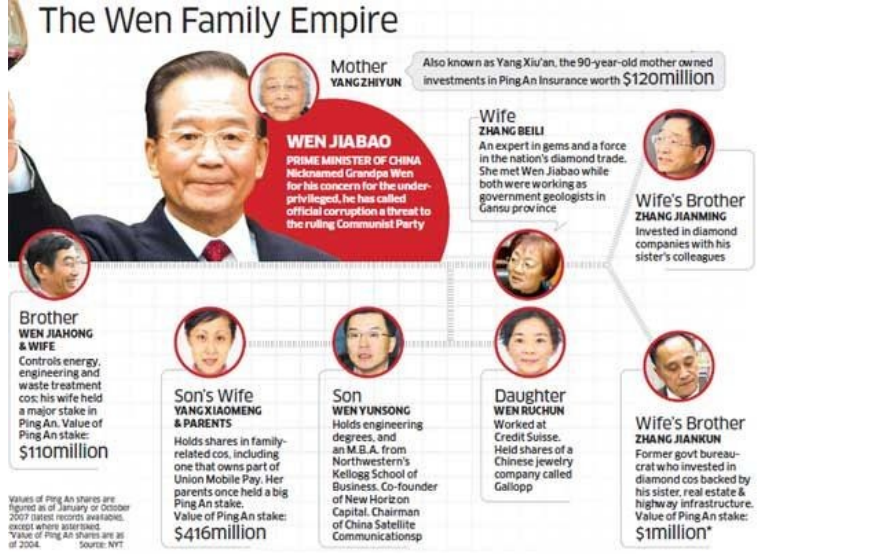 The Wen Family Empire
Mother
YANG ZHIYUN
Also known as Yang Xiu'an, the 90-year-old mother owned
investments in Ping An Insurance worth $120million
WEN JIABAO
PRIME MINISTER OF CHINA
Nicknamed Grandpa Wen
for his concern for the under-
privileged, he has called
official corruption a threat to
the ruling Communist Party
Wife
ZHANG BEILI
An expert in gems and a force
in the nation's diamond trade.
She met Wen Jiabao while
both were working as
government geologists in
Gansu province
Wife's Brother
ZHANG JIANMING
Invested in diamond
companies with his
sister's colleagues
Brother
WEN JIAHONG
& WIFE
Controls energy,
engineering and
waste treatment
cos; his wife held
a major stake in
Ping An. Value of
Ping An stake:
$110million
Son's Wife
YANG XIAOMENG
& PARENTS
Holds shares in family-
related cos, including
one that owns part of
Union Mobile Pay. Her
parents once held a big
Ping An stake.
Value of Ping An stake:
$416million
Son
WEN YUNSONG
Holds engineering
degrees, and
an M.B.A. from
Northwestern's
Kellogg School of
Business. Co-founder
of New Horizon
Capital. Chairman
of China Satellite
Communicationsp
Daughter
WEN RUCHUN
Worked at
Credit Suisse.
Held shares of a
Chinese jewelry
company called
Gallopp
Wife's Brother
ZHANG JIANKUN
Former govt bureau-
crat who invested in
diamond cos backed by
his sister, real estate &
highway infrastructure.
Value of Ping An stake:
$1million*
Values of Ping An shares are
figured as of January or October
2007 (latest records available),
except where asterisked.
*Value of Ping An shares are as
of 2004. Source: NYT